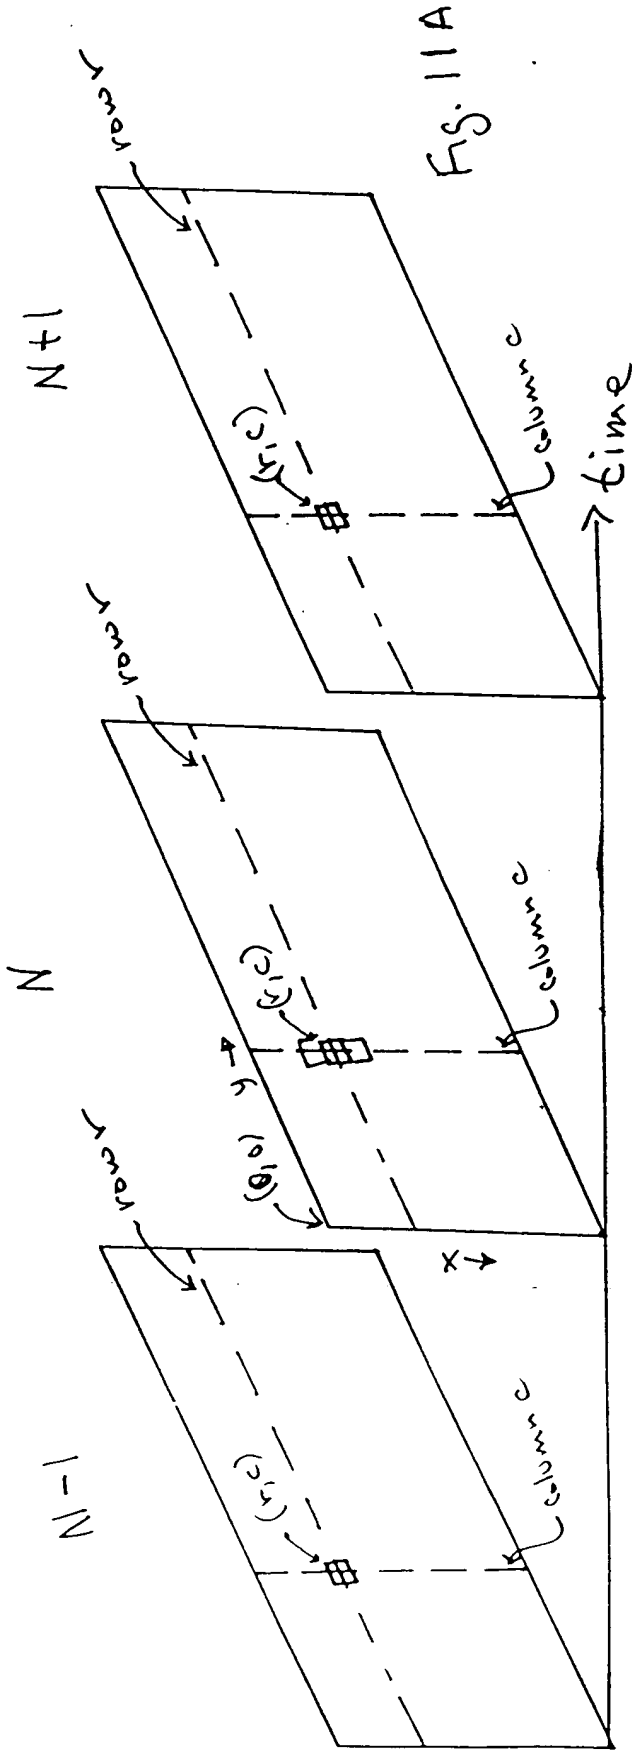 N-1
N
N+1
row r
row r
row r
(r,c)
(0,0)
y
(r,c)
(r,c)
x
column c
column c
column c
time
Fig. 11A